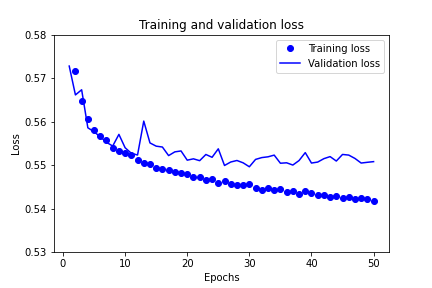 Training and validation loss
0.58
0.57
0.56
0.55
0.54
0.53
Loss
Training loss
Validation loss
0
10
20
30
40
50
Epochs